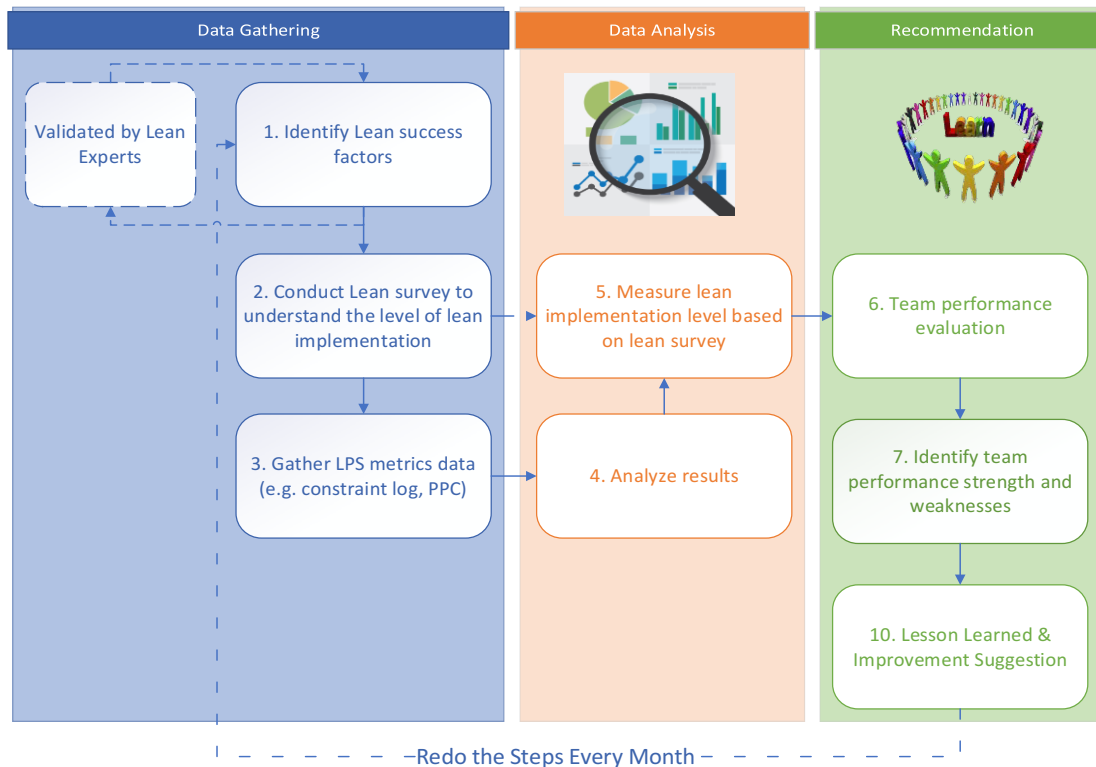 Data Gathering
Data Analysis
Recommendation
Validated by Lean
Experts
1. Identify Lean success
factors
Lean
2. Conduct Lean survey to
understand the level of lean
implementation
5. Measure lean
implementation level based
on lean survey
6. Team performance
evaluation
3. Gather LPS metrics data
(e.g. constraint log, PPC)
4. Analyze results
7. Identify team
performance strength and
weaknesses
10. Lesson Learned &
Improvement Suggestion
Redo the Steps Every Month